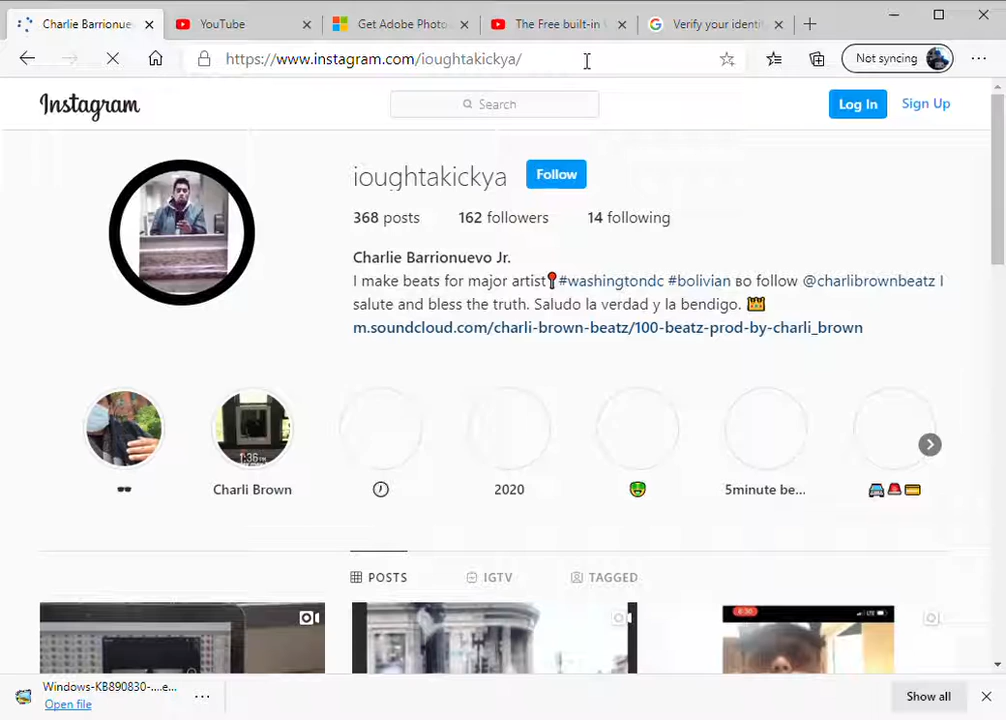 Charlie Barrionue
YouTube
Get Adobe Photo
The Free built-in
Verify your identi
https://www.instagram.com/ioughtakickya/
Not syncing
Instagram
Search
Log In
Sign Up
ioughtakickya
Follow
368 posts 162 followers 14 following
Charlie Barrionuevo Jr.
I make beats for major artist📍#washingtondc #bolivian во follow @charlibrownbeatz I
salute and bless the truth. Saludo la verdad y la bendigo. 👑
m.soundcloud.com/charli-brown-beatz/100-beatz-prod-by-charli_brown
1:36
🕶 Charli Brown 🕖 2020 🤑 5minute be... 🚘🚨💳
POSTS
IGTV
TAGGED
Windows-KB890830-....e...
Open file
Show all